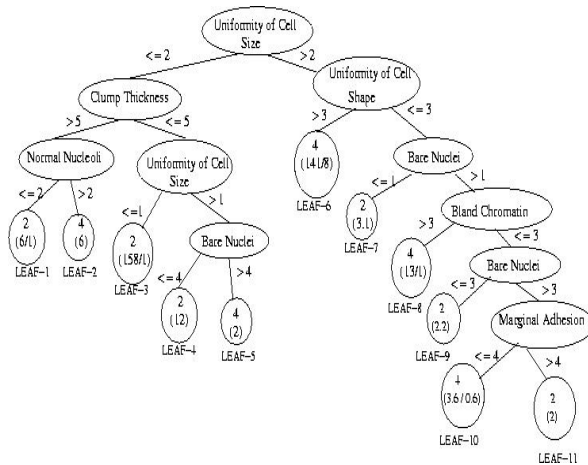 Uniformity of Cell
Size
<=2
>2
Clump Thickness
Uniformity of Cell
Shape
>5
<=5
>3
<=3
Normal Nucleoli
Uniformity of Cell
Size
4
(141/8)
LEAF-6
Bare Nuclei
<=2
>2
<=1
>1
<=1
>1
2
(6/1)
LEAF-1
4
(6)
LEAF-2
2
(158/1)
LEAF-3
Bare Nuclei
2
(3.1)
LEAF-7
Bland Chromatin
<=4
>4
>3
<=3
2
(12)
LEAF-4
4
(2)
LEAF-5
4
(13/1)
LEAF-8
Bare Nuclei
<=3
>3
2
(2.2)
LEAF-9
Marginal Adhesion
<=4
>4
4
(3.6/0.6)
LEAF-10
2
(2)
LEAF-11